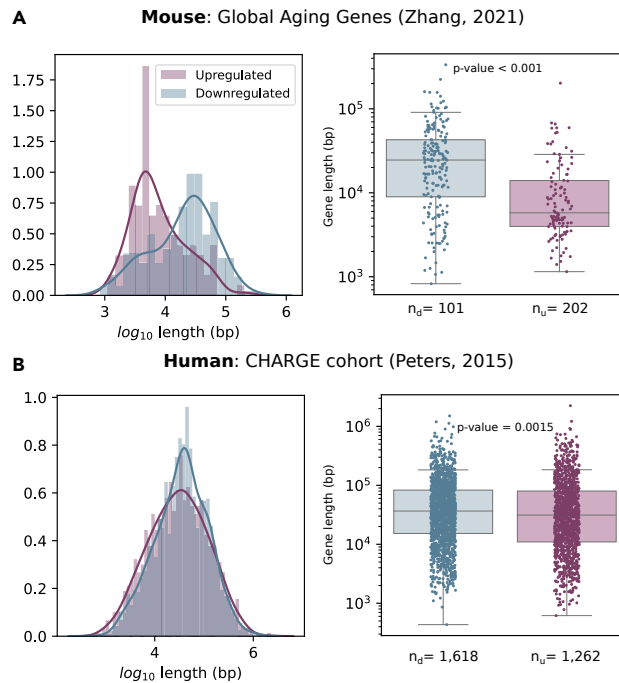 A
Mouse: Global Aging Genes (Zhang, 2021)
Upregulated
Downregulated
1.75
1.50
1.25
1.00
0.75
0.50
0.25
0.00
3
4
5
6
log10 length (bp)
p-value < 0.001
Gene length (bp)
10^5
10^4
10^3
nd= 101
nu= 202
B
Human: CHARGE cohort (Peters, 2015)
1.0
0.8
0.6
0.4
0.2
0.0
4
6
log10 length (bp)
p-value = 0.0015
Gene length (bp)
10^6
10^5
10^4
10^3
nd= 1,618
nu= 1,262